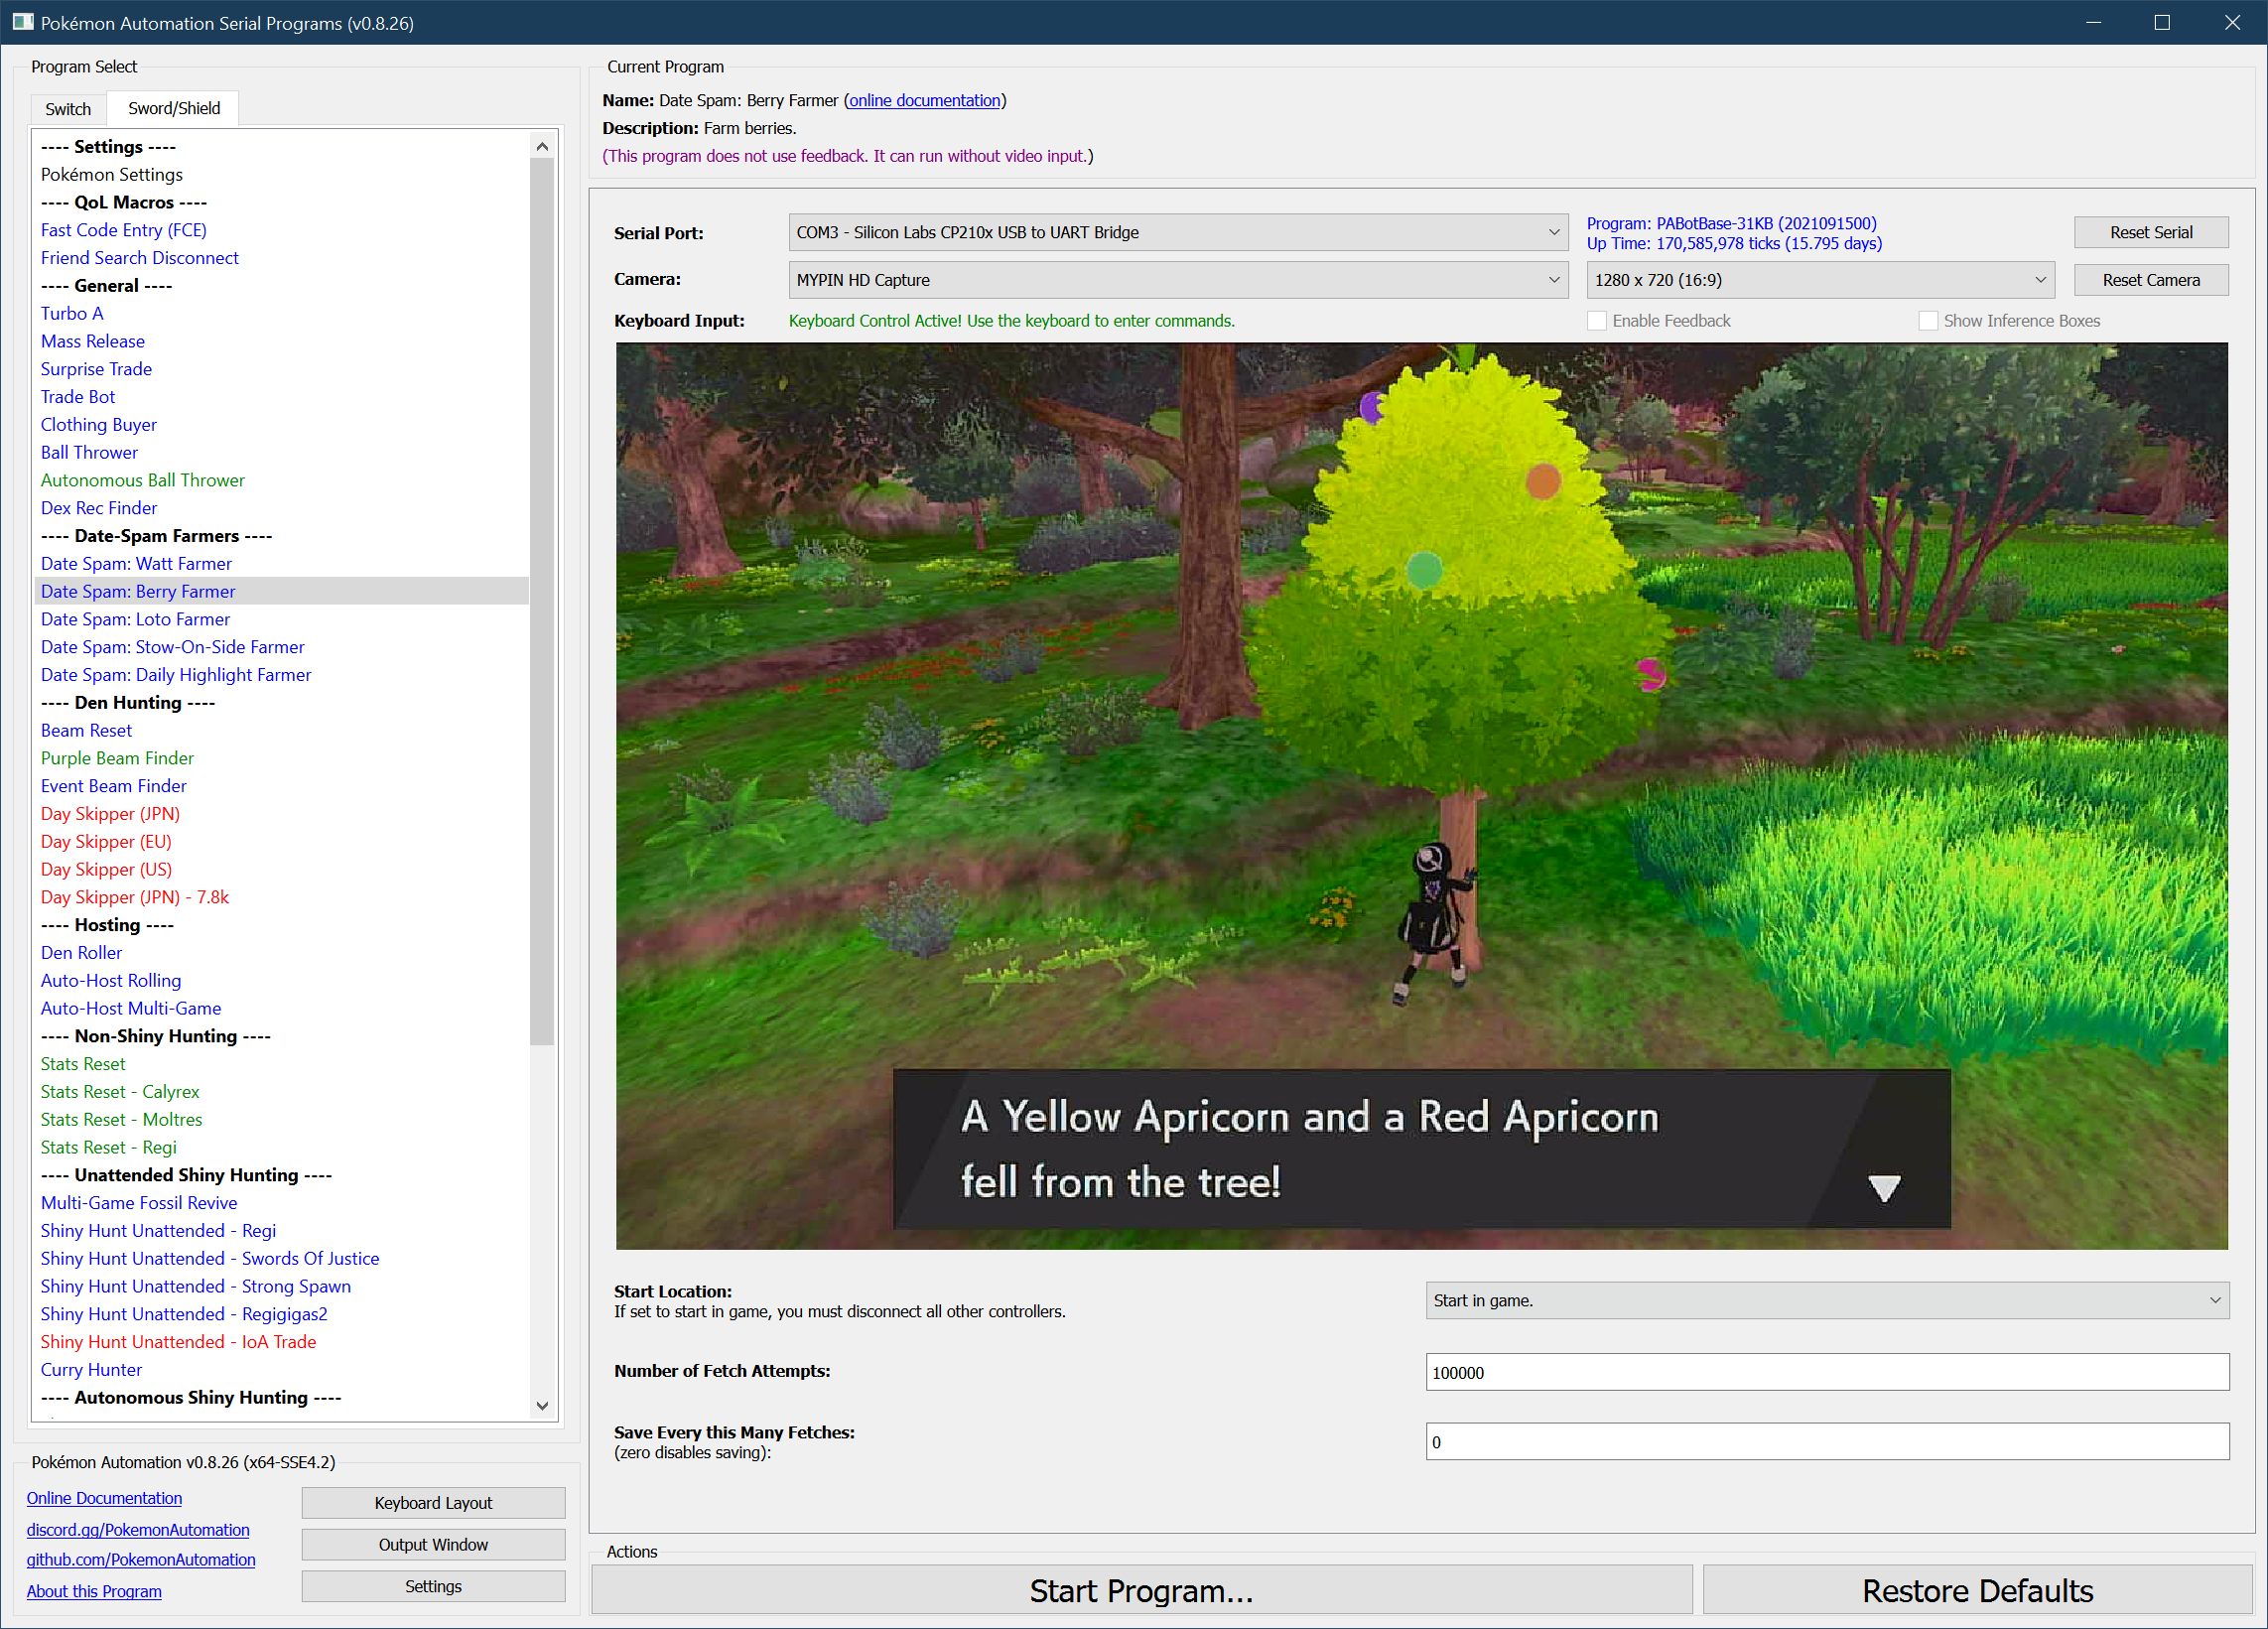 Pokémon Automation Serial Programs (v0.8.26)
Program Select
Switch
Sword/Shield
---- Settings ----
Pokémon Settings
---- QoL Macros ----
Fast Code Entry (FCE)
Friend Search Disconnect
---- General ----
Turbo A
Mass Release
Surprise Trade
Trade Bot
Clothing Buyer
Ball Thrower
Autonomous Ball Thrower
Dex Rec Finder
---- Date-Spam Farmers ----
Date Spam: Watt Farmer
Date Spam: Berry Farmer
Date Spam: Loto Farmer
Date Spam: Stow-On-Side Farmer
Date Spam: Daily Highlight Farmer
---- Den Hunting ----
Beam Reset
Purple Beam Finder
Event Beam Finder
Day Skipper (JPN)
Day Skipper (EU)
Day Skipper (US)
Day Skipper (JPN) - 7.8k
---- Hosting ----
Den Roller
Auto-Host Rolling
Auto-Host Multi-Game
---- Non-Shiny Hunting ----
Stats Reset
Stats Reset - Calyrex
Stats Reset - Moltres
Stats Reset - Regi
---- Unattended Shiny Hunting ----
Multi-Game Fossil Revive
Shiny Hunt Unattended - Regi
Shiny Hunt Unattended - Swords Of Justice
Shiny Hunt Unattended - Strong Spawn
Shiny Hunt Unattended - Regigigas2
Shiny Hunt Unattended - IoA Trade
Curry Hunter
---- Autonomous Shiny Hunting ----
Pokémon Automation v0.8.26 (x64-SSE4.2)
Online Documentation
discord.gg/PokemonAutomation
github.com/PokemonAutomation
About this Program
Keyboard Layout
Output Window
Settings
Current Program
Name: Date Spam: Berry Farmer (online documentation)
Description: Farm berries.
(This program does not use feedback. It can run without video input.)
Serial Port:
COM3 - Silicon Labs CP210x USB to UART Bridge
Program: PABotBase-31KB (2021091500)
Up Time: 170,585,978 ticks (15.795 days)
Reset Serial
Camera:
MYPIN HD Capture
1280 x 720 (16:9)
Reset Camera
Keyboard Input:
Keyboard Control Active! Use the keyboard to enter commands.
Enable Feedback
Show Inference Boxes
A Yellow Apricorn and a Red Apricorn
fell from the tree!
Start Location:
If set to start in game, you must disconnect all other controllers.
Start in game.
Number of Fetch Attempts:
100000
Save Every this Many Fetches:
(zero disables saving):
0
Actions
Start Program...
Restore Defaults